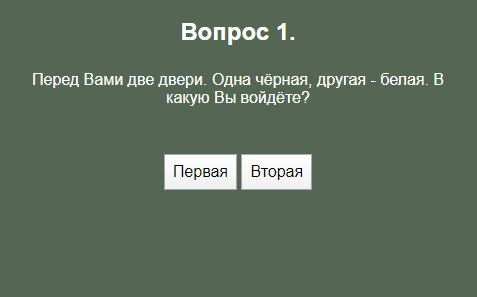 Вопрос 1.
Перед Вами две двери. Одна чёрная, другая - белая. В
какую Вы войдёте?
Первая Вторая